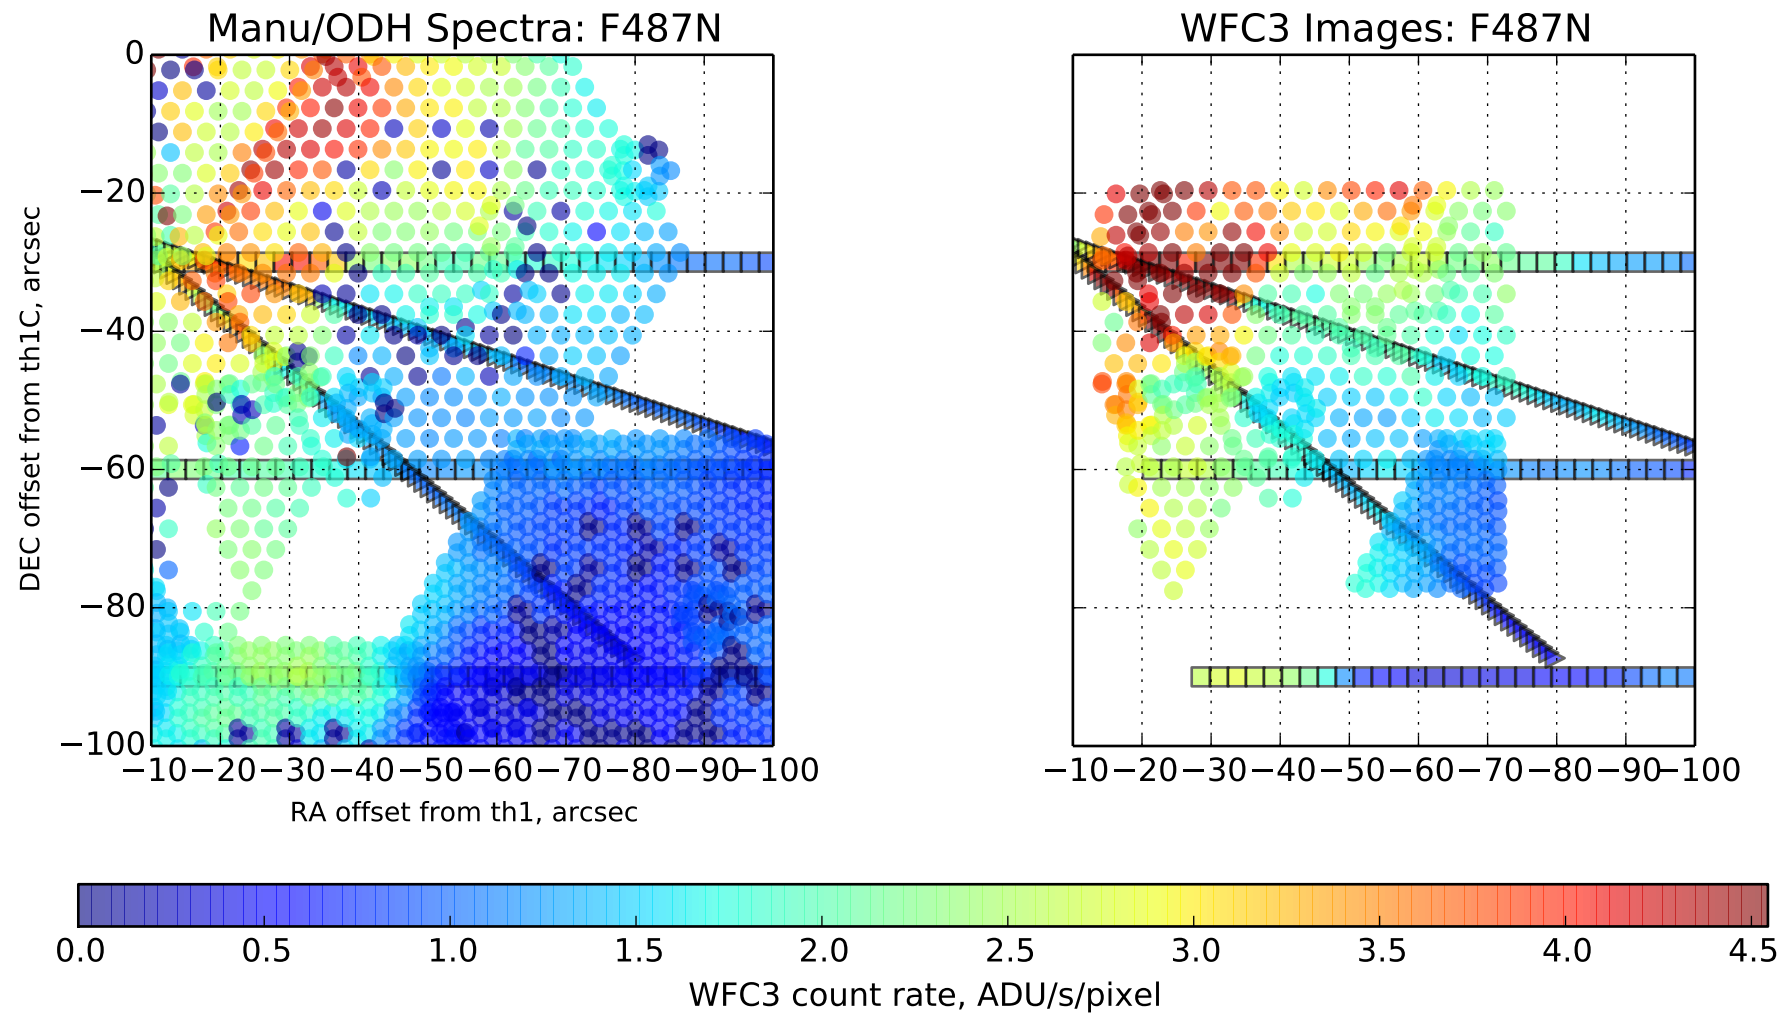 Manu/ODH Spectra: F487N
WFC3 Images: F487N
DEC offset from th1C, arcsec
0
−20
−40
−60
−80
−100
−10 −20 −30 −40 −50 −60 −70 −80 −90 −100
−10 −20 −30 −40 −50 −60 −70 −80 −90 −100
RA offset from th1, arcsec
0.0 0.5 1.0 1.5 2.0 2.5 3.0 3.5 4.0 4.5
WFC3 count rate, ADU/s/pixel